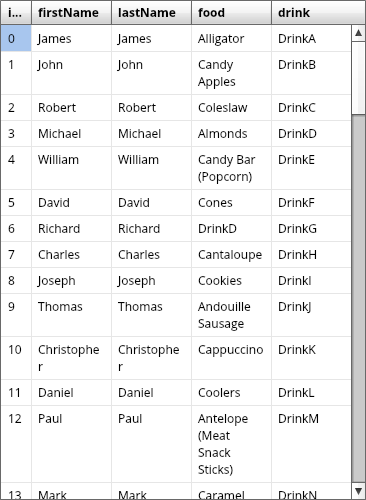 i... firstName lastName food drink
0 James James Alligator DrinkA
1 John John Candy DrinkB
Apples
2 Robert Robert Coleslaw DrinkC
3 Michael Michael Almonds DrinkD
4 William William Candy Bar DrinkE
(Popcorn)
5 David David Cones DrinkF
6 Richard Richard DrinkD DrinkG
7 Charles Charles Cantaloupe DrinkH
8 Joseph Joseph Cookies DrinkI
9 Thomas Thomas Andouille DrinkJ
Sausage
10 Christophe Christophe Cappuccino DrinkK
r r
11 Daniel Daniel Coolers DrinkL
12 Paul Paul Antelope DrinkM
(Meat
Snack
Sticks)
13 Mark Mark Caramel DrinkN